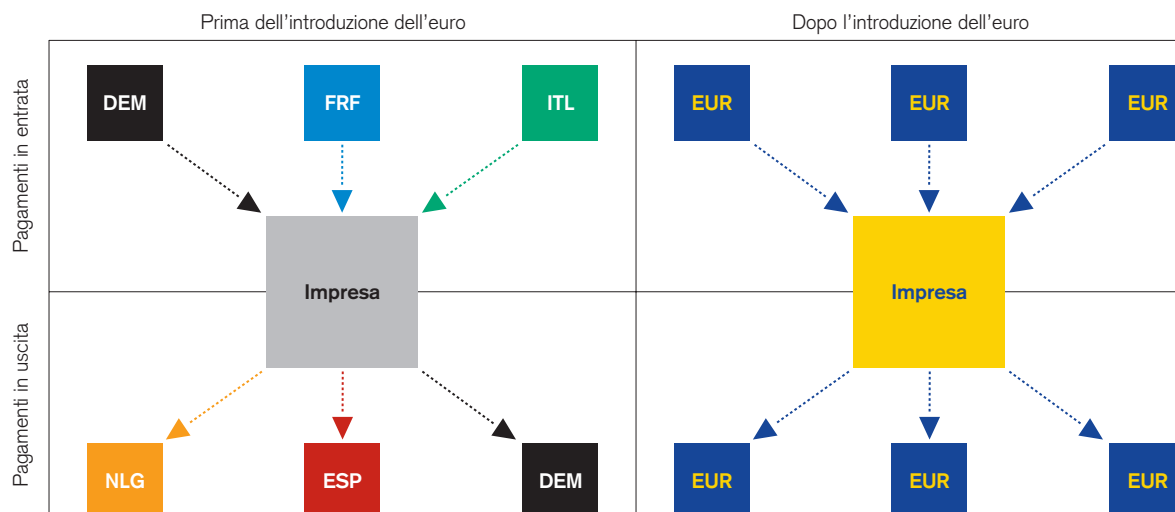 Prima dell'introduzione dell'euro
Dopo l'introduzione dell'euro
Pagamenti in entrata
DEM
FRF
ITL
EUR
EUR
EUR
Impresa
Impresa
Pagamenti in uscita
NLG
ESP
DEM
EUR
EUR
EUR